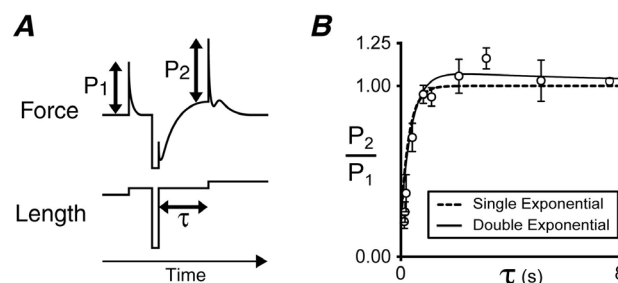 A
P1
P2
Force
Length
τ
Time
B
1.25
1.00
P2
P1
0.00
Single Exponential
Double Exponential
0
τ (s)
8